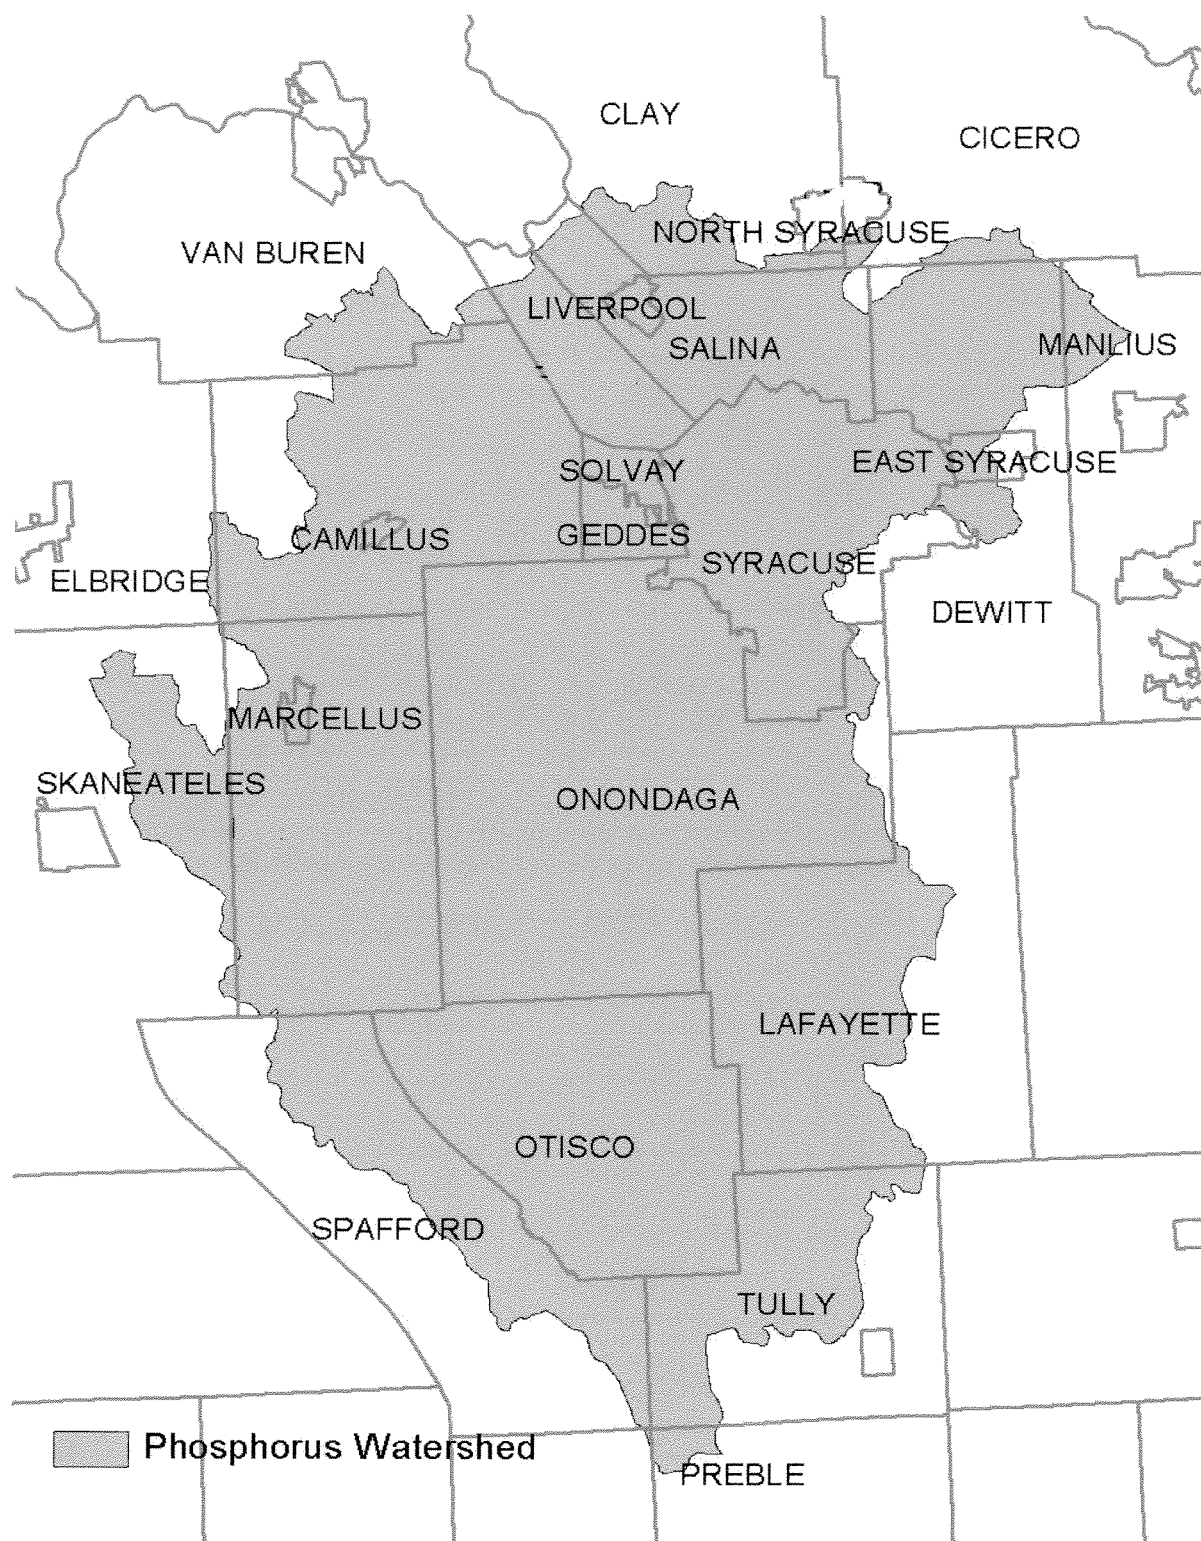 CLAY
CICERO
NORTH SYRACUSE
VAN BUREN
LIVERPOOL
SALINA
MANLIUS
SOLVAY
EAST SYRACUSE
CAMILLUS
GEDDES
SYRACUSE
ELBRIDGE
DEWITT
MARCELLUS
SKANEATELES
ONONDAGA
LAFAYETTE
OTISCO
SPAFFORD
TULLY
Phosphorus Watershed
PREBLE